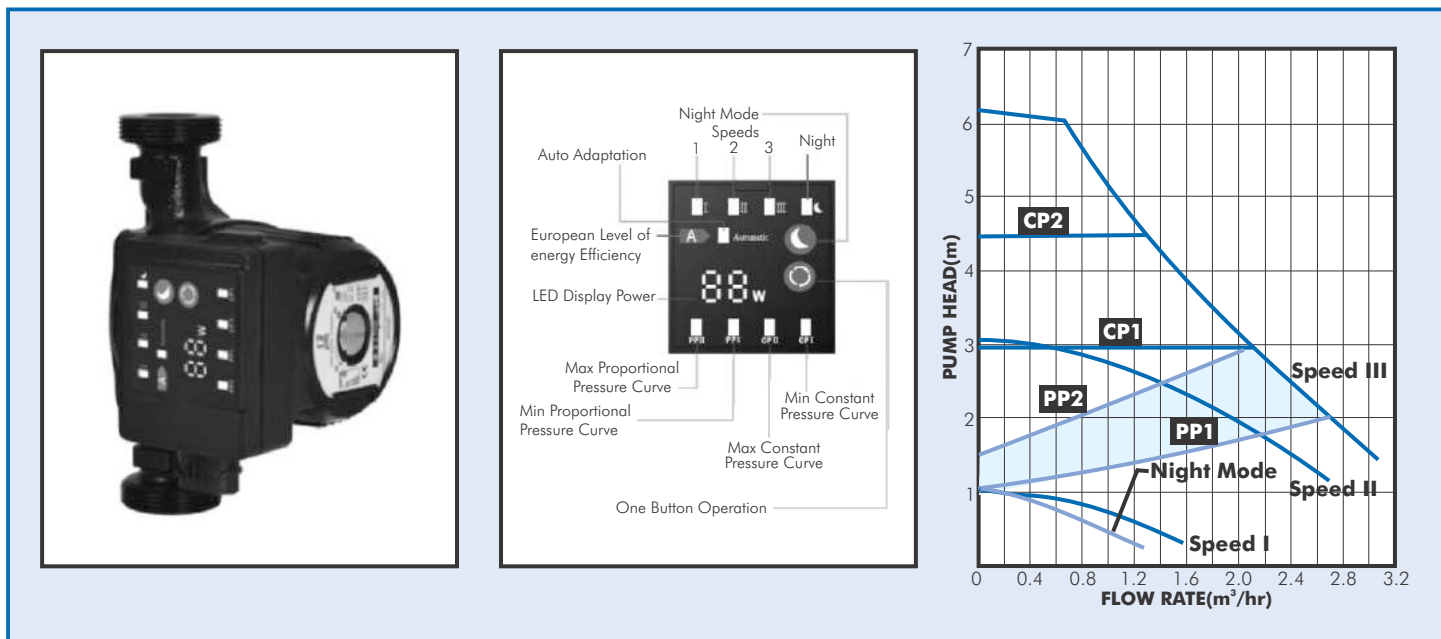 Night Mode
Speeds
1 2 3
Night
Auto Adaptation
I II III
European Level of
energy Efficiency
A Automatic
LED Display Power
88 W
PPII PPI CPII CPI
Max Proportional
Pressure Curve
Min Proportional
Pressure Curve
Max Constant
Pressure Curve
Min Constant
Pressure Curve
One Button Operation
88 W
A
PUMP HEAD(m)
7
6
5
4
3
2
1
CP2
CP1
PP2
PP1
Speed III
Night Mode
Speed II
Speed I
0 0.4 0.8 1.2 1.6 2.0 2.4 2.8 3.2
FLOW RATE(m³/hr)